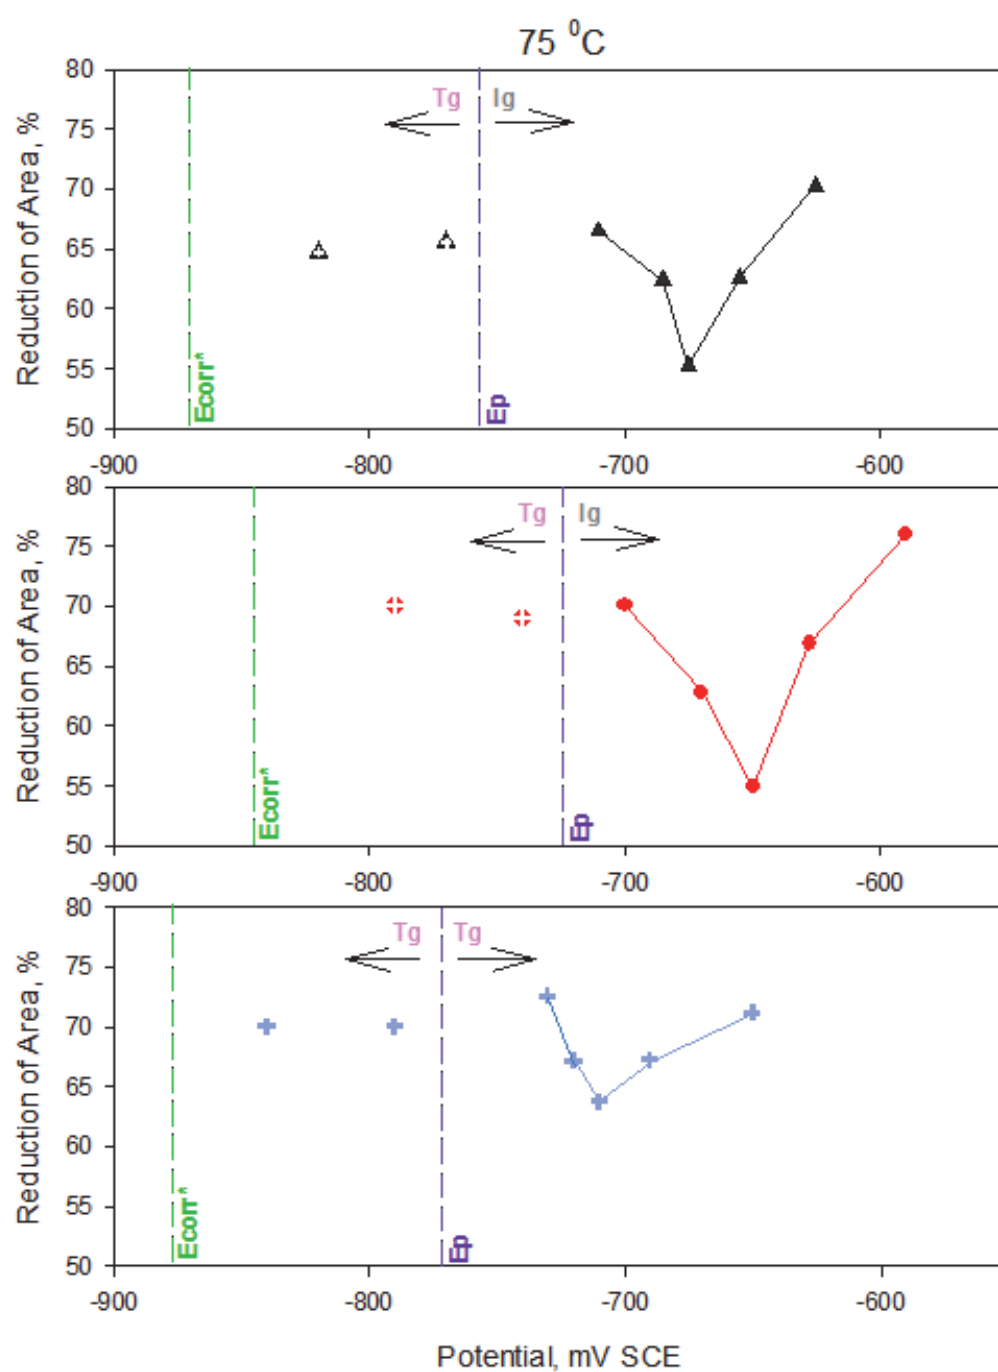 75 ⁰C
Reduction of Area, %
80
75
70
65
60
55
50
Tg Ig
Ecorr*
Ep
-900 -800 -700 -600
Reduction of Area, %
80
75
70
65
60
55
50
Tg Ig
Ecorr*
Ep
-900 -800 -700 -600
Reduction of Area, %
80
75
70
65
60
55
50
Tg Tg
Ecorr*
Ep
-900 -800 -700 -600
Potential, mV SCE